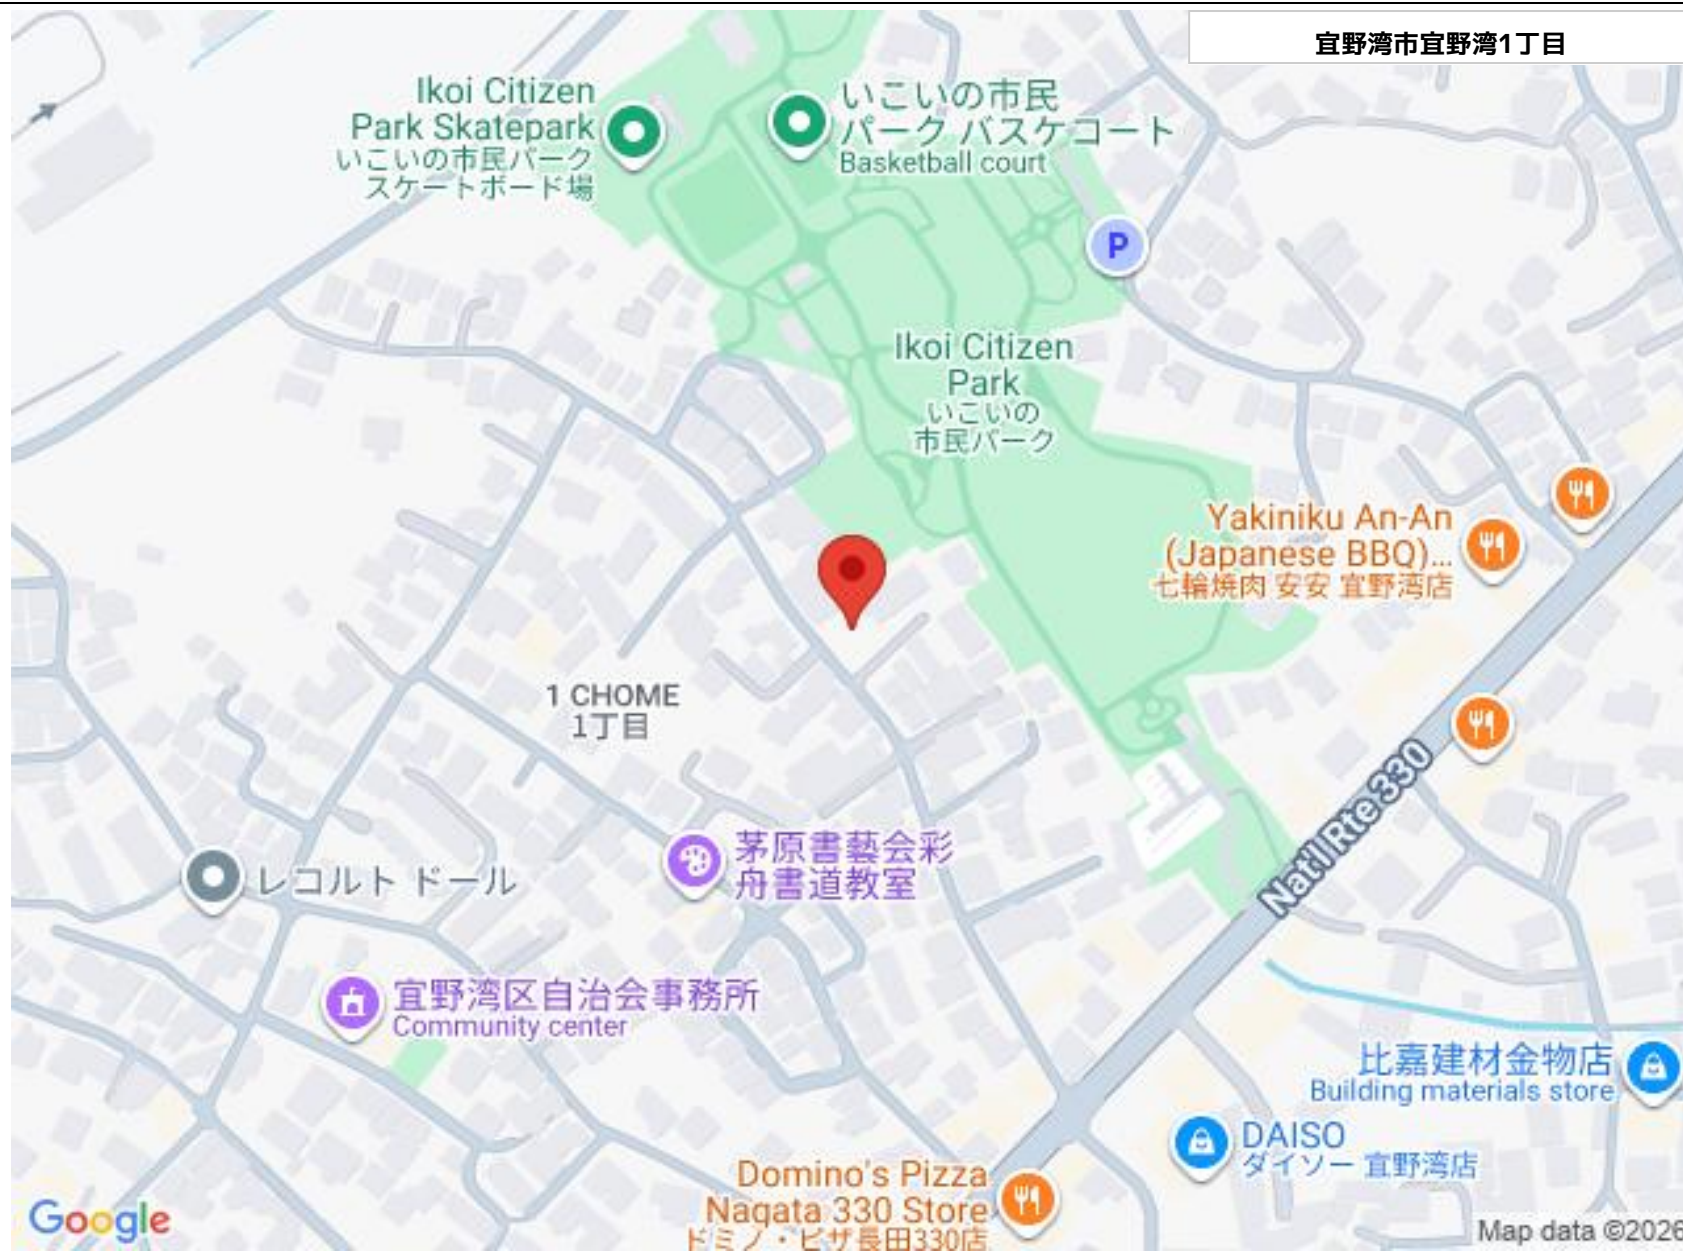 宜野湾市宜野湾1丁目
Ikoi Citizen
Park Skatepark
いこいの市民パーク
スケートボード場
いこいの市民
パーク バスケコート
Basketball court
P
Ikoi Citizen
Park
いこいの
市民パーク
Yakiniku An-An
(Japanese BBQ)...
七輪焼肉 安安 宜野湾店
1 CHOME
1丁目
Nat'l Rte 330
茅原書藝会彩
舟書道教室
レコルト ドール
宜野湾区自治会事務所
Community center
比嘉建材金物店
Building materials store
DAISO
ダイソー 宜野湾店
Domino's Pizza
Nagata 330 Store
ドミノ・ピザ長田330店
Google
Map data ©2026